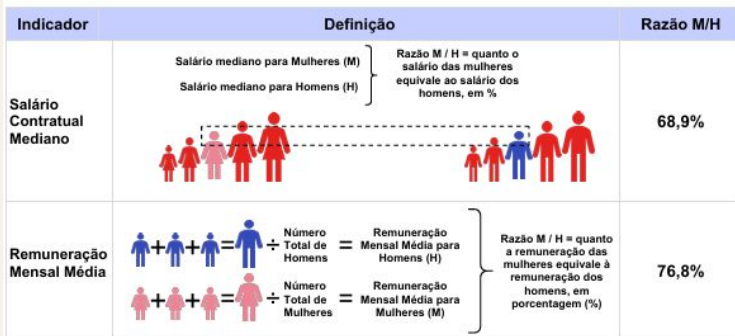 Indicador
Definição
Razão M/H
Salário
Contratual
Mediano
Salário mediano para Mulheres (M)
Salário mediano para Homens (H)
Razão M / H = quanto o
salário das mulheres
equivale ao salário dos
homens, em %
68,9%
Remuneração
Mensal Média
+ + = ÷
Número
Total de
Homens
=
Remuneração
Mensal Média para
Homens (H)
+ + = ÷
Número
Total de
Mulheres
=
Remuneração
Mensal Média para
Mulheres (M)
Razão M / H = quanto
a remuneração das
mulheres equivale à
remuneração dos
homens, em
porcentagem (%)
76,8%